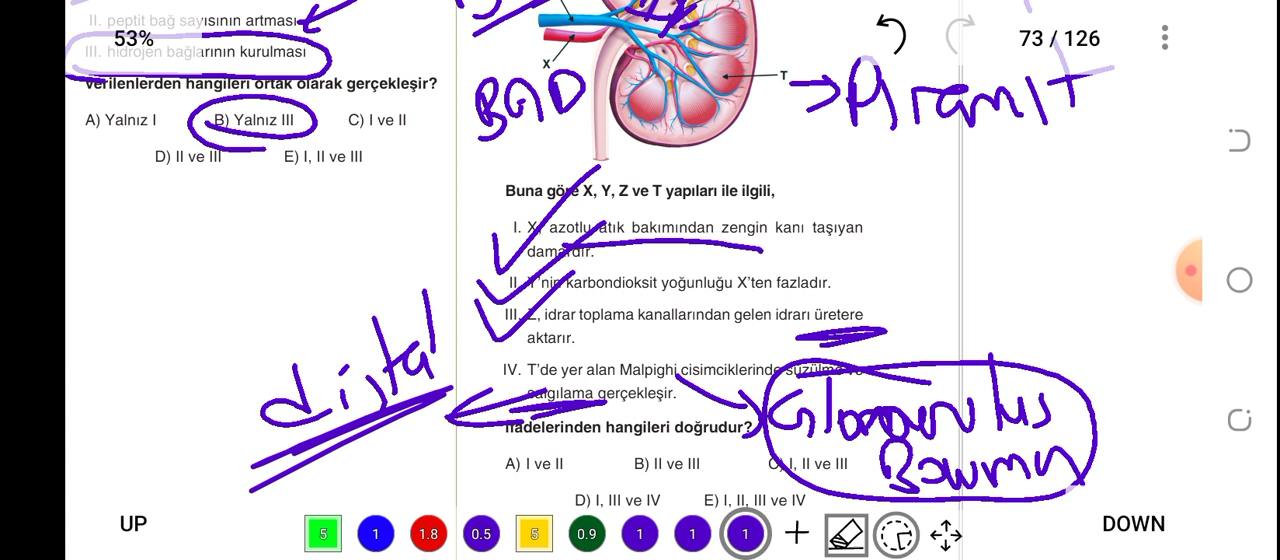 II. peptit bağ sayısının artması
53%
III. hidrojen bağlarının kurulması
verilenlerden hangileri ortak olarak gerçekleşir?
A) Yalnız I
B) Yalnız III
C) I ve II
D) II ve III
E) I, II ve III
X
T
BGD
73 / 126
Buna göre X, Y, Z ve T yapıları ile ilgili,
I. X, azotlu atık bakımından zengin kanı taşıyan
damardır.
II. Y'nin karbondioksit yoğunluğu X'ten fazladır.
III. Z, idrar toplama kanallarından gelen idrarı üretere
aktarır.
IV. T'de yer alan Malpighi cisimciklerinde süzülme ve
salgılama gerçekleşir.
distal
Glomerulus
Bowman
ifadelerinden hangileri doğrudur?
A) I ve II
B) II ve III
C) I, II ve III
D) I, III ve IV
E) I, II, III ve IV
UP
5
1
1.8
0.5
5
0.9
1
1
1
DOWN